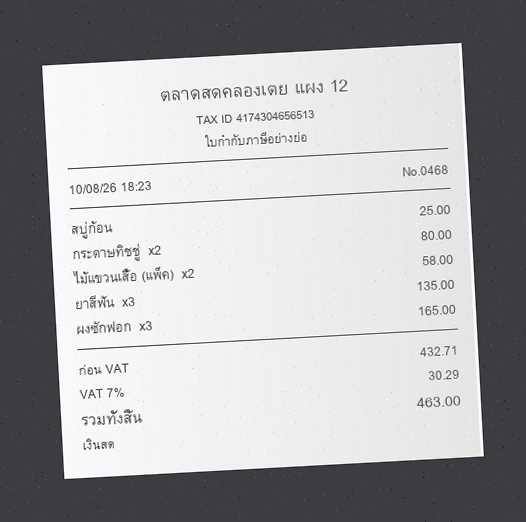 ตลาดสดคลองเตย แผง 12
TAX ID 4174304656513
ใบกำกับภาษีอย่างย่อ
10/08/26 18:23 No.0468
สบู่ก้อน 25.00
กระดาษทิชชู่ x2 80.00
ไม้แขวนเสื้อ (แพ็ค) x2 58.00
ยาสีฟัน x3 135.00
ผงซักฟอก x3 165.00
ก่อน VAT 432.71
VAT 7% 30.29
รวมทั้งสิ้น 463.00
เงินสด